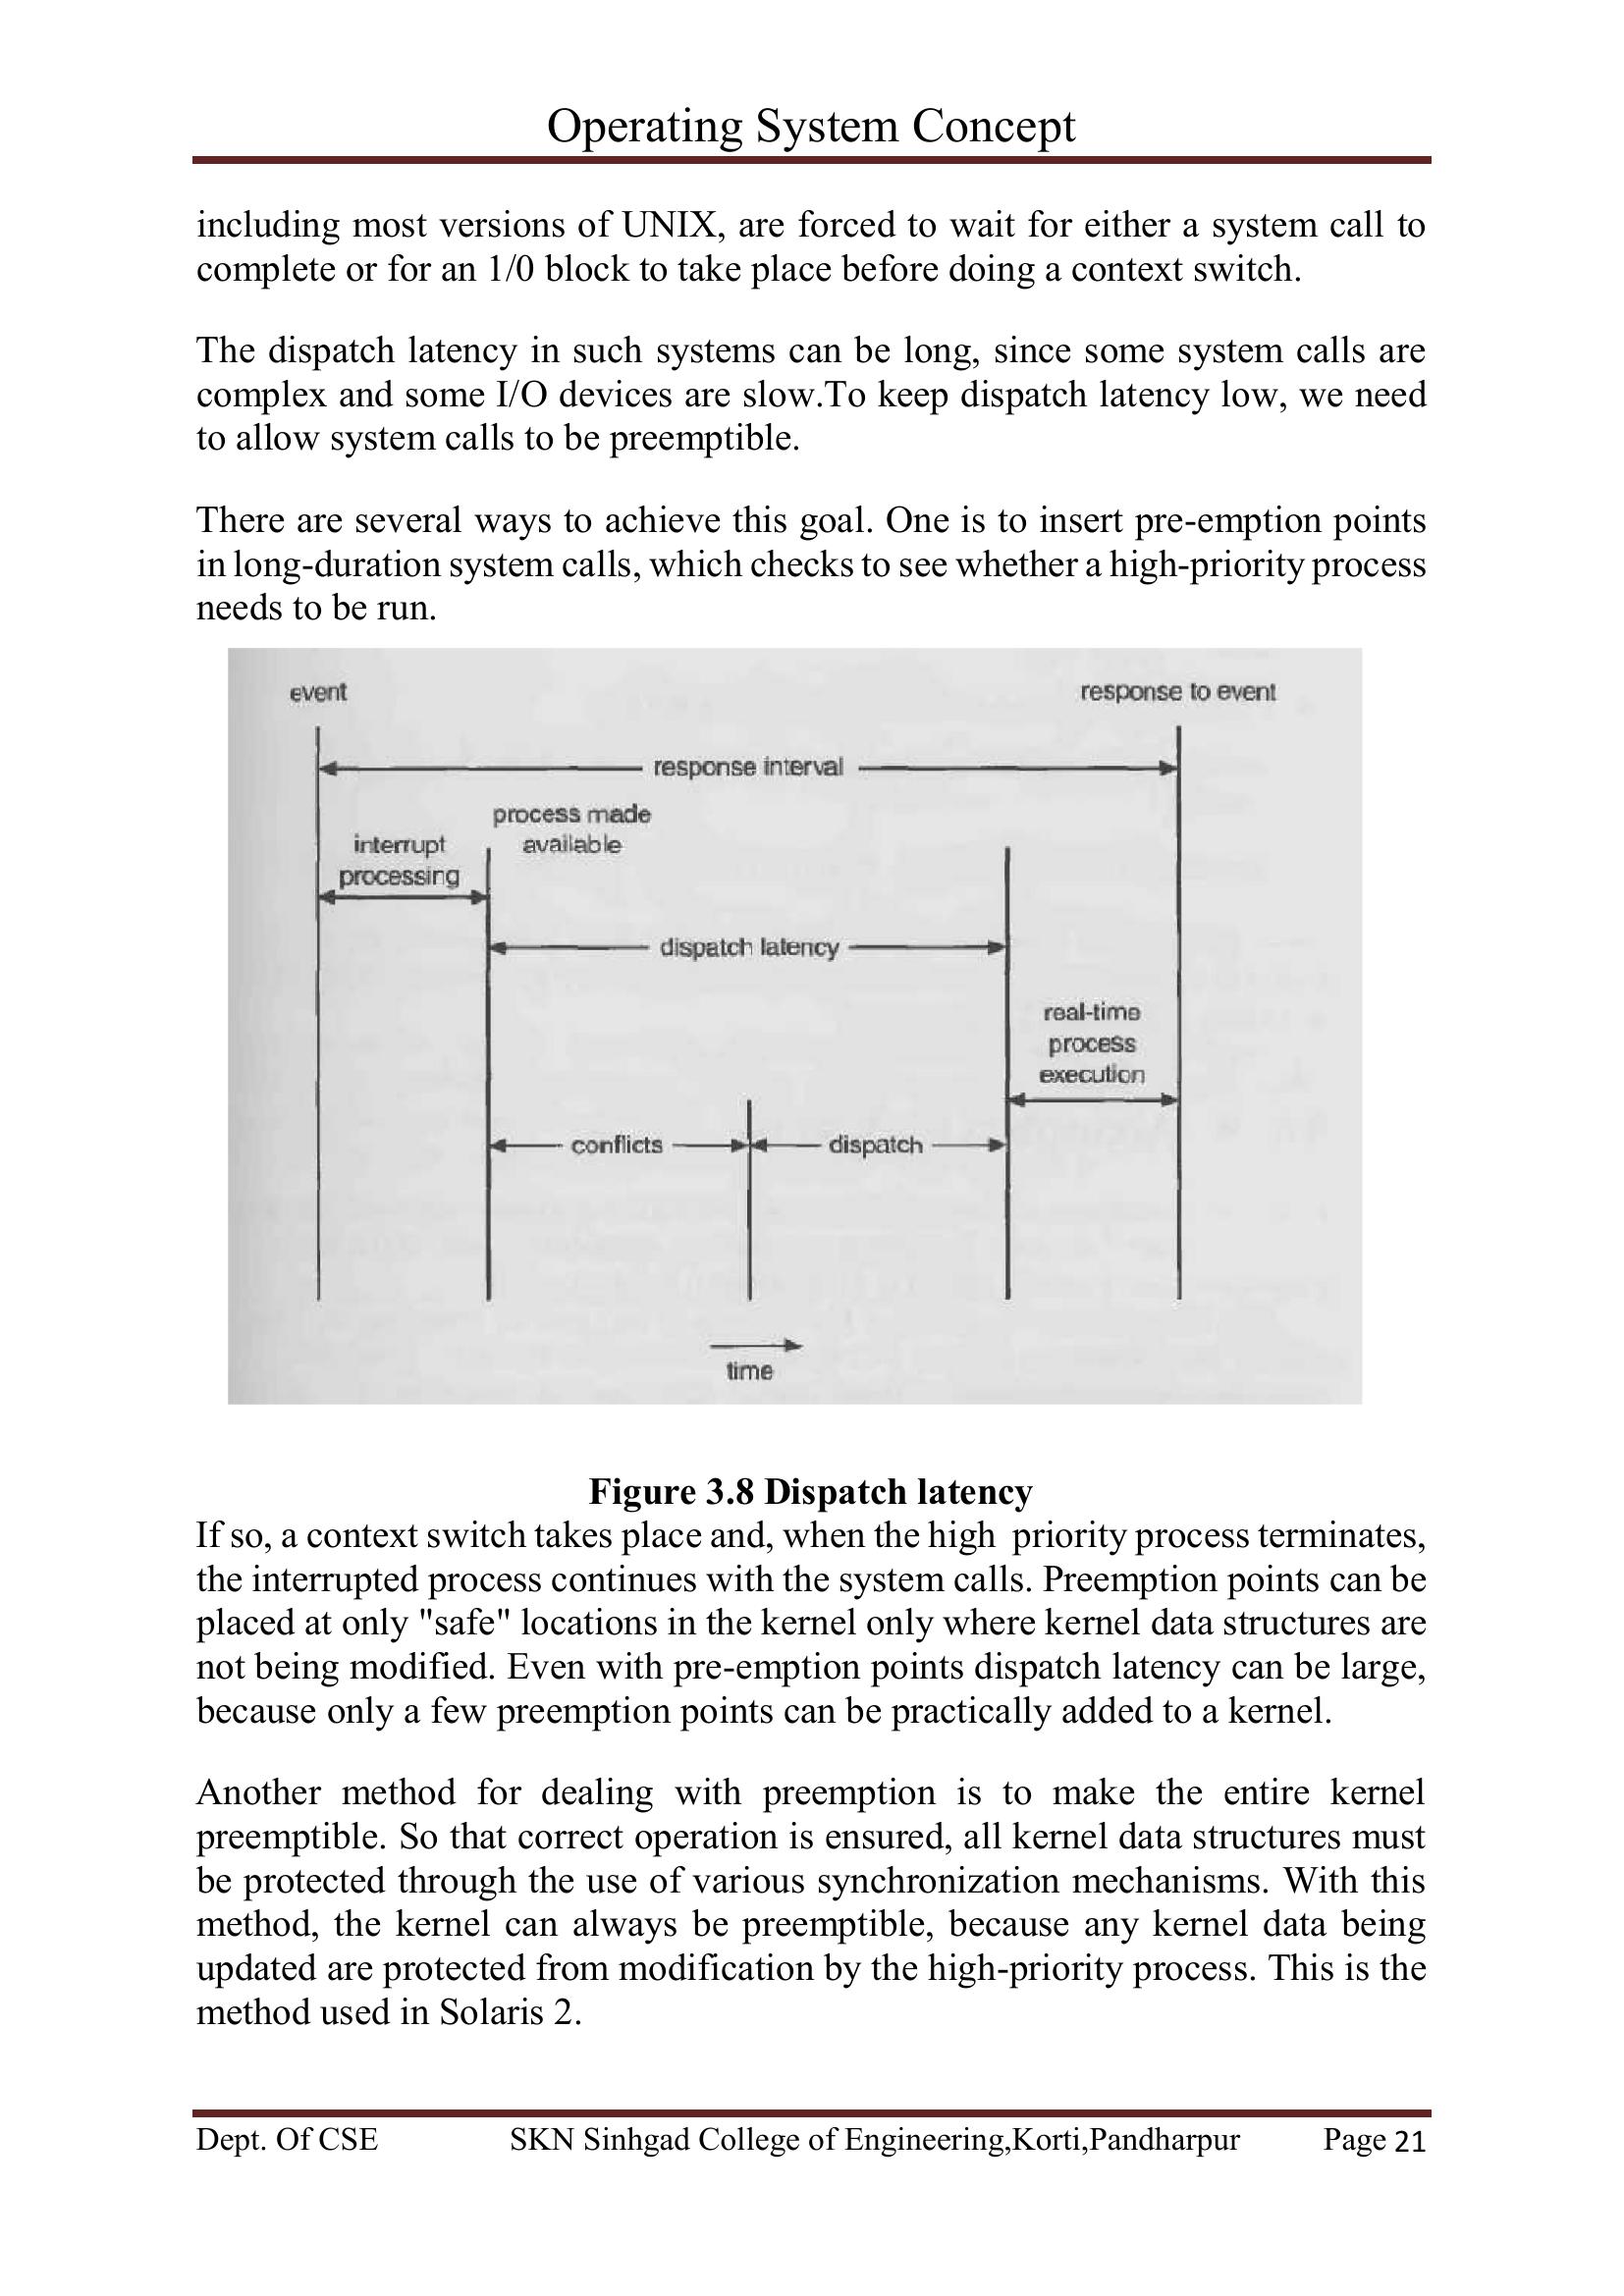 Operating System Concept
including most versions of UNIX, are forced to wait for either a system call to
complete or for an 1/0 block to take place before doing a context switch.
The dispatch latency in such systems can be long, since some system calls are
complex and some I/O devices are slow.To keep dispatch latency low, we need
to allow system calls to be preemptible.
There are several ways to achieve this goal. One is to insert pre-emption points
in long-duration system calls, which checks to see whether a high-priority process
needs to be run.
event
response to event
response interval
process made
available
interrupt
processing
dispatch latency
real-time
process
execution
conflicts
dispatch
time
Figure 3.8 Dispatch latency
If so, a context switch takes place and, when the high priority process terminates,
the interrupted process continues with the system calls. Preemption points can be
placed at only "safe" locations in the kernel only where kernel data structures are
not being modified. Even with pre-emption points dispatch latency can be large,
because only a few preemption points can be practically added to a kernel.
Another method for dealing with preemption is to make the entire kernel
preemptible. So that correct operation is ensured, all kernel data structures must
be protected through the use of various synchronization mechanisms. With this
method, the kernel can always be preemptible, because any kernel data being
updated are protected from modification by the high-priority process. This is the
method used in Solaris 2.
Dept. Of CSE SKN Sinhgad College of Engineering,Korti,Pandharpur Page 21